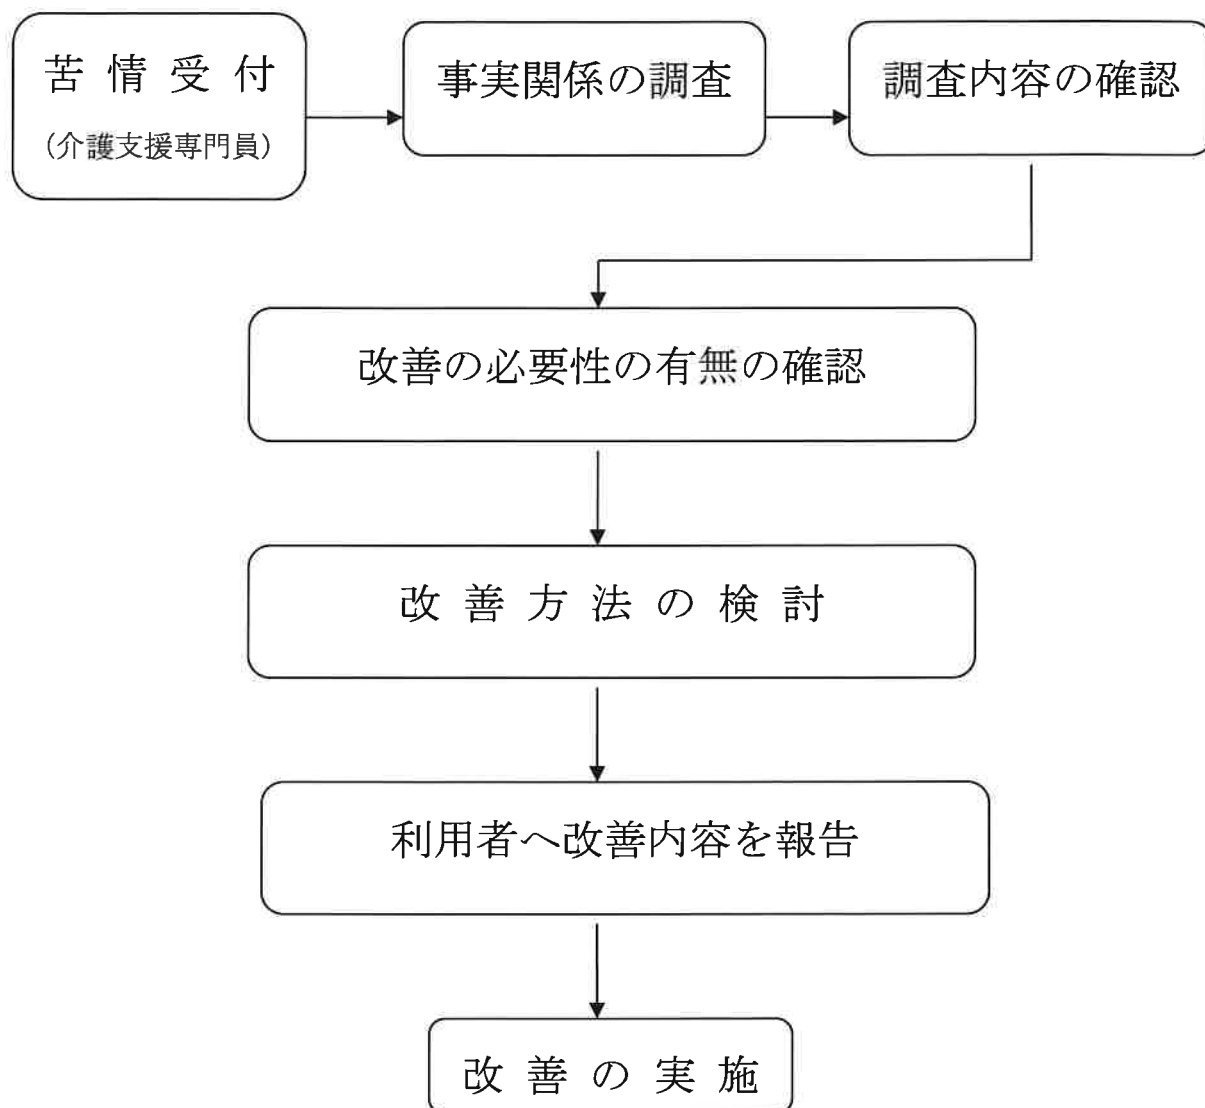 苦情受付
(介護支援専門員)
事実関係の調査
調査内容の確認
改善の必要性の有無の確認
改善方法の検討
利用者へ改善内容を報告
改善の実施